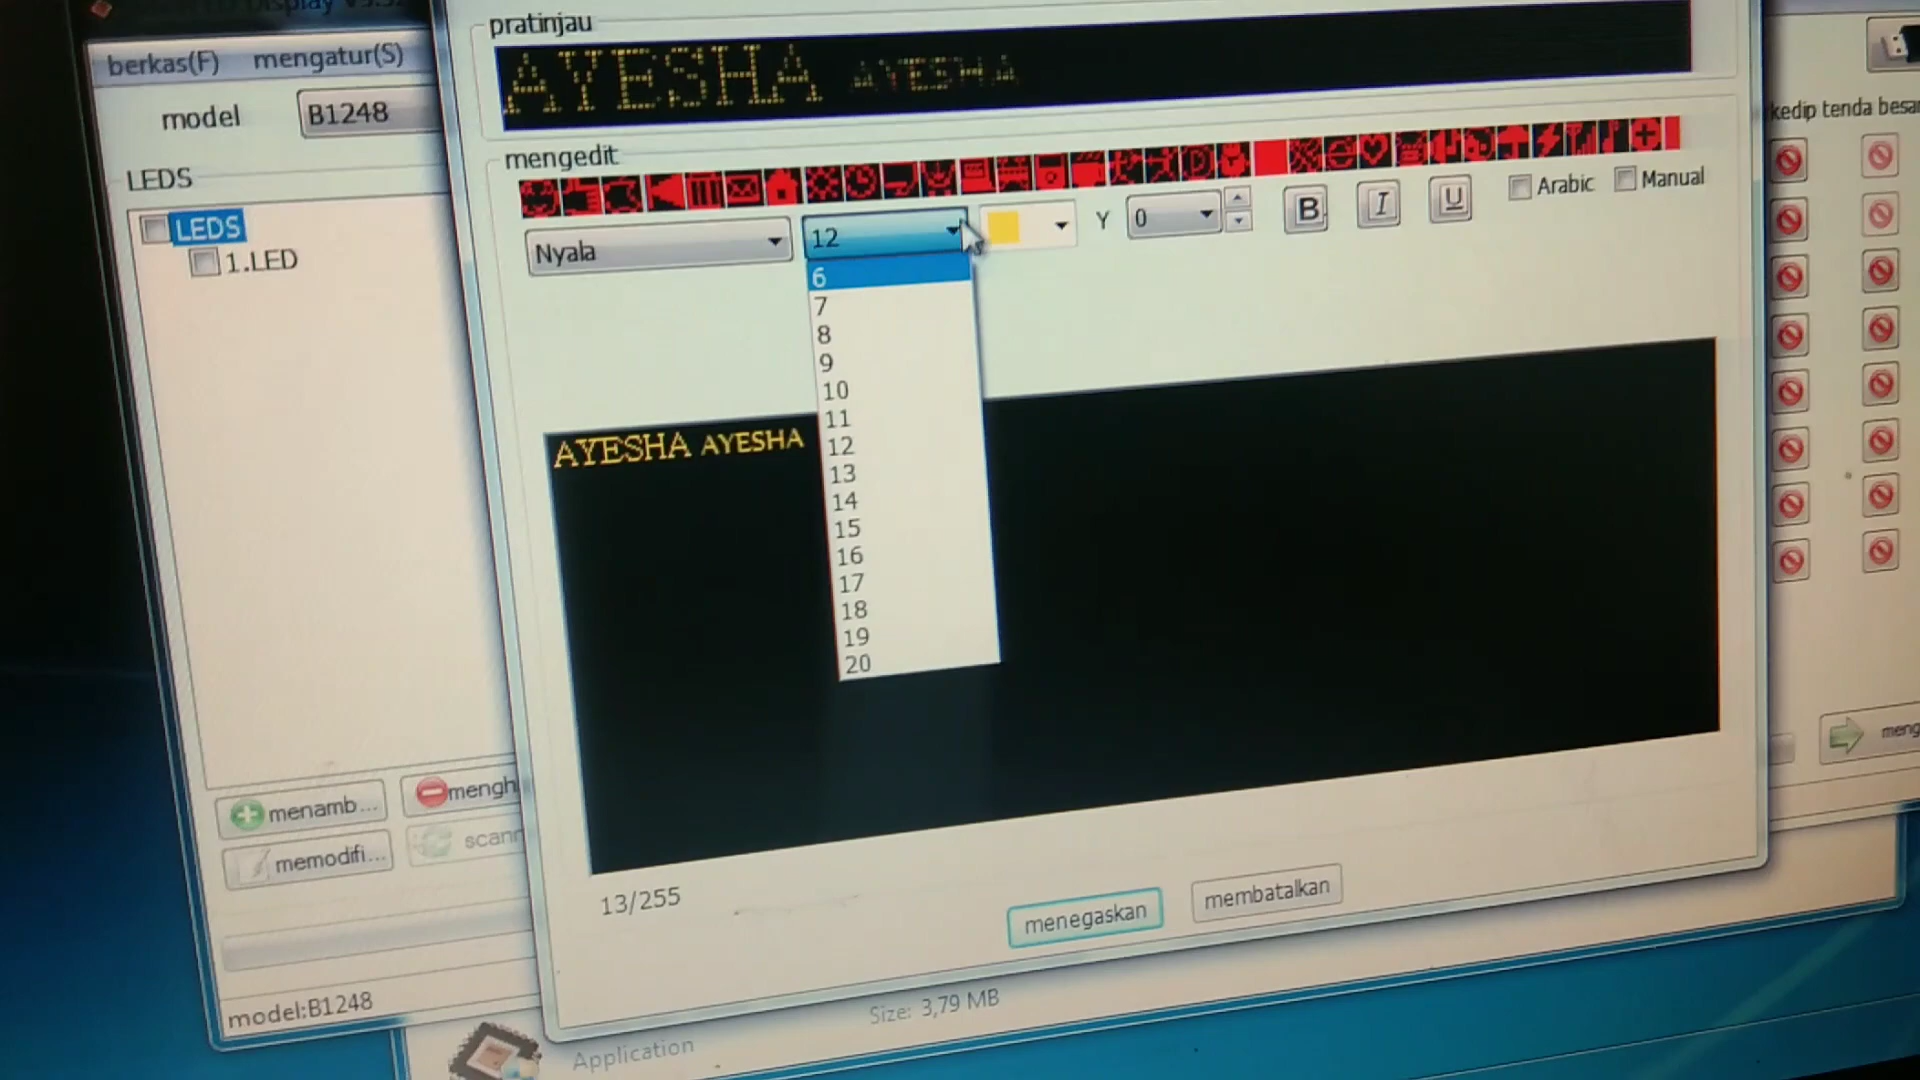 pratinjau
AYESHA AYESHA
berkas(F) mengatur(S)
model B1248
mengedit
kedip tenda besar
LEDS
Arabic Manual
LEDS
1.LED
Nyala 12 Y 0 B I U
6
7
8
9
10
11
12
13
14
15
16
17
18
19
20
AYESHA AYESHA
menamb...
memodifi...
13/255
menegaskan membatalkan
model:B1248
Size: 3,79 MB
Application